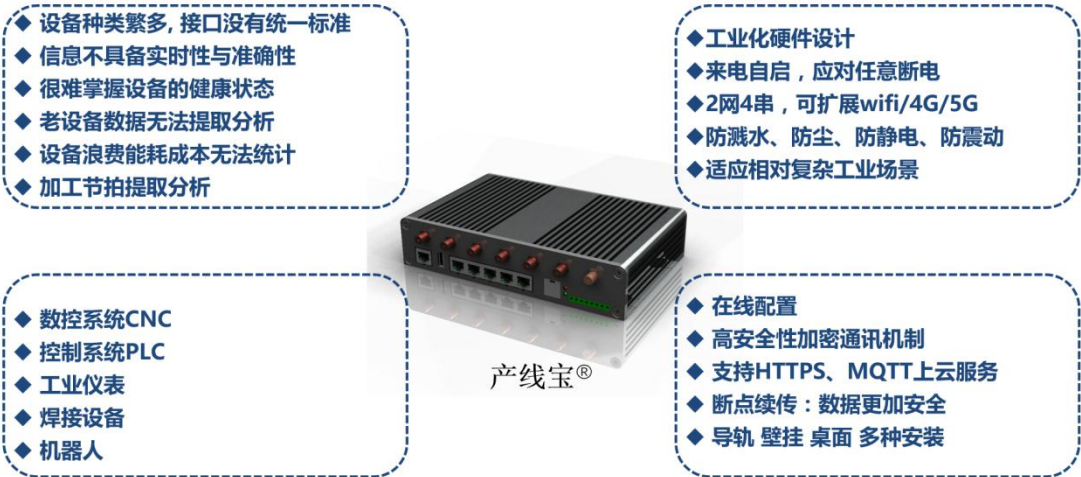 ◆ 设备种类繁多, 接口没有统一标准
◆ 信息不具备实时性与准确性
◆ 很难掌握设备的健康状态
◆ 老设备数据无法提取分析
◆ 设备浪费能耗成本无法统计
◆ 加工节拍提取分析
◆工业化硬件设计
◆来电自启，应对任意断电
◆2网4串，可扩展wifi/4G/5G
◆防溅水、防尘、防静电、防震动
◆适应相对复杂工业场景
◆ 数控系统CNC
◆ 控制系统PLC
◆ 工业仪表
◆ 焊接设备
◆ 机器人
产线宝®
◆ 在线配置
◆ 高安全性加密通讯机制
◆ 支持HTTPS、MQTT上云服务
◆ 断点续传：数据更加安全
◆ 导轨 壁挂 桌面 多种安装